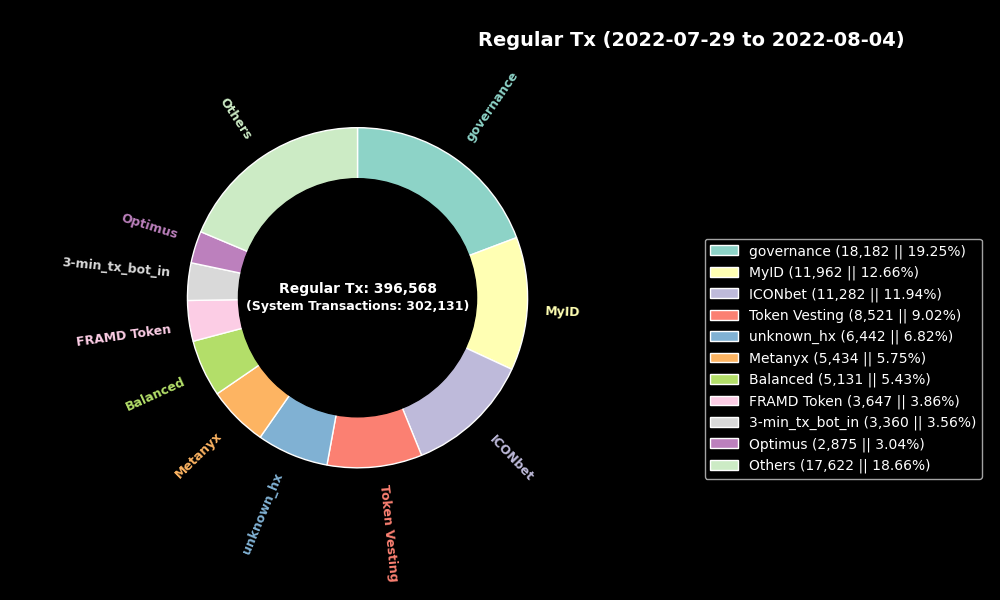 Regular Tx (2022-07-29 to 2022-08-04)
governance
Others
Optimus
3-min_tx_bot_in
Regular Tx: 396,568
(System Transactions: 302,131)
MyID
FRAMD Token
Balanced
Metanyx
unknown_hx
Token Vesting
ICONbet
governance (18,182 || 19.25%)
MyID (11,962 || 12.66%)
ICONbet (11,282 || 11.94%)
Token Vesting (8,521 || 9.02%)
unknown_hx (6,442 || 6.82%)
Metanyx (5,434 || 5.75%)
Balanced (5,131 || 5.43%)
FRAMD Token (3,647 || 3.86%)
3-min_tx_bot_in (3,360 || 3.56%)
Optimus (2,875 || 3.04%)
Others (17,622 || 18.66%)